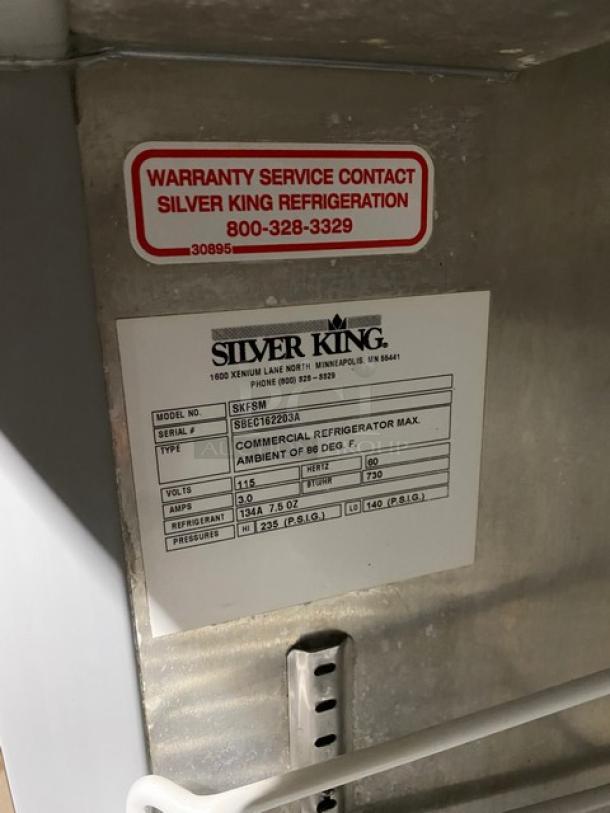 WARRANTY SERVICE CONTACT
SILVER KING REFRIGERATION
800-328-3329
30895
SILVER KING®
1600 XENIUM LANE NORTH MINNEAPOLIS, MN 55441
PHONE (800) 328-3329
MODEL NO. SKFSM
SERIAL # SBEC162203A
TYPE COMMERCIAL REFRIGERATOR MAX.
AMBIENT OF 86 DEG. F.
VOLTS 115 HERTZ 60
AMPS 3.0 BTU/HR 730
REFRIGERANT 134A 7.5 OZ
PRESSURES HI 235 (P.S.I.G.) LO 140 (P.S.I.G.)